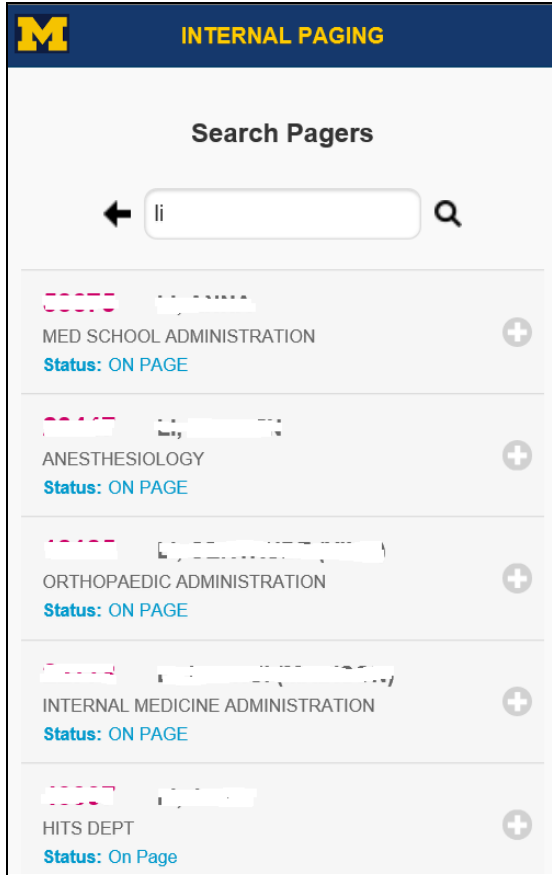 M
INTERNAL PAGING
Search Pagers
li
MED SCHOOL ADMINISTRATION
Status: ON PAGE
ANESTHESIOLOGY
Status: ON PAGE
ORTHOPAEDIC ADMINISTRATION
Status: ON PAGE
INTERNAL MEDICINE ADMINISTRATION
Status: ON PAGE
HITS DEPT
Status: On Page